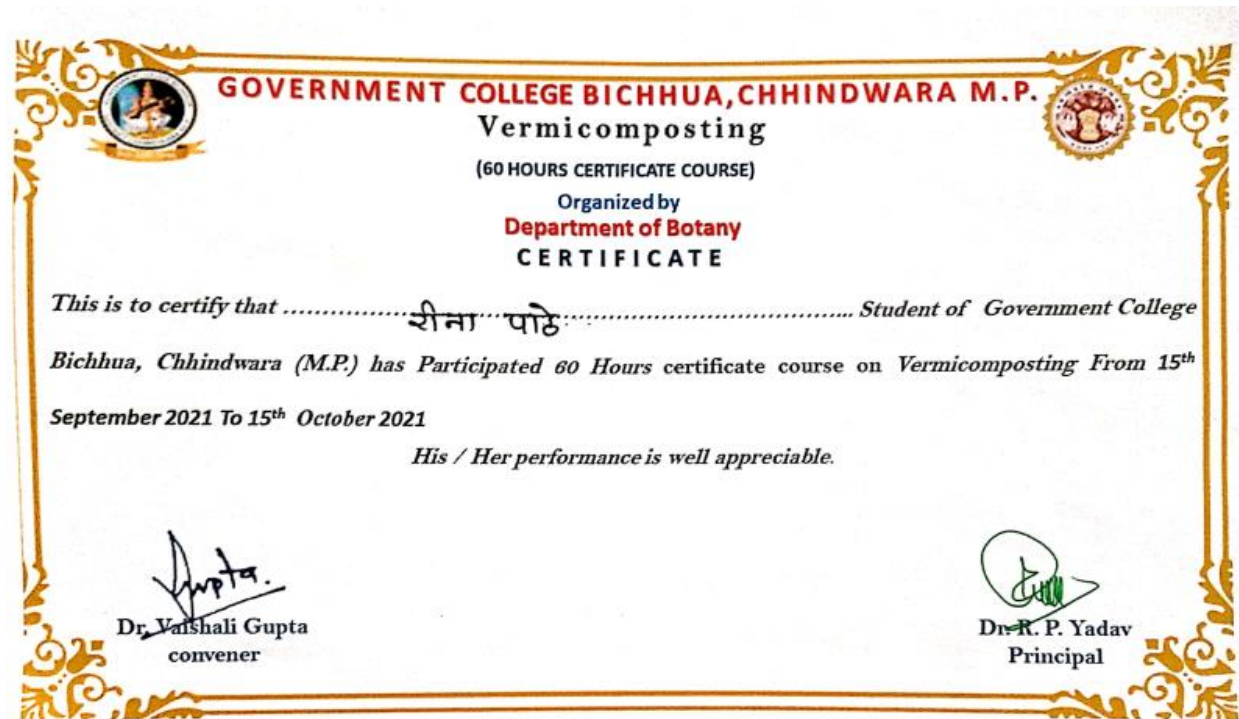 GOVERNMENT COLLEGE BICHHUA,CHHINDWARA M.P.
Vermicomposting
(60 HOURS CERTIFICATE COURSE)
Organized by
Department of Botany
CERTIFICATE
This is to certify that .................रीना पाठे................................................ Student of Government College
Bichhua, Chhindwara (M.P.) has Participated 60 Hours certificate course on Vermicomposting From 15th
September 2021 To 15th October 2021
His / Her performance is well appreciable.
Gupta.
Dr. Vaishali Gupta
convener
Dr. R. P. Yadav
Principal